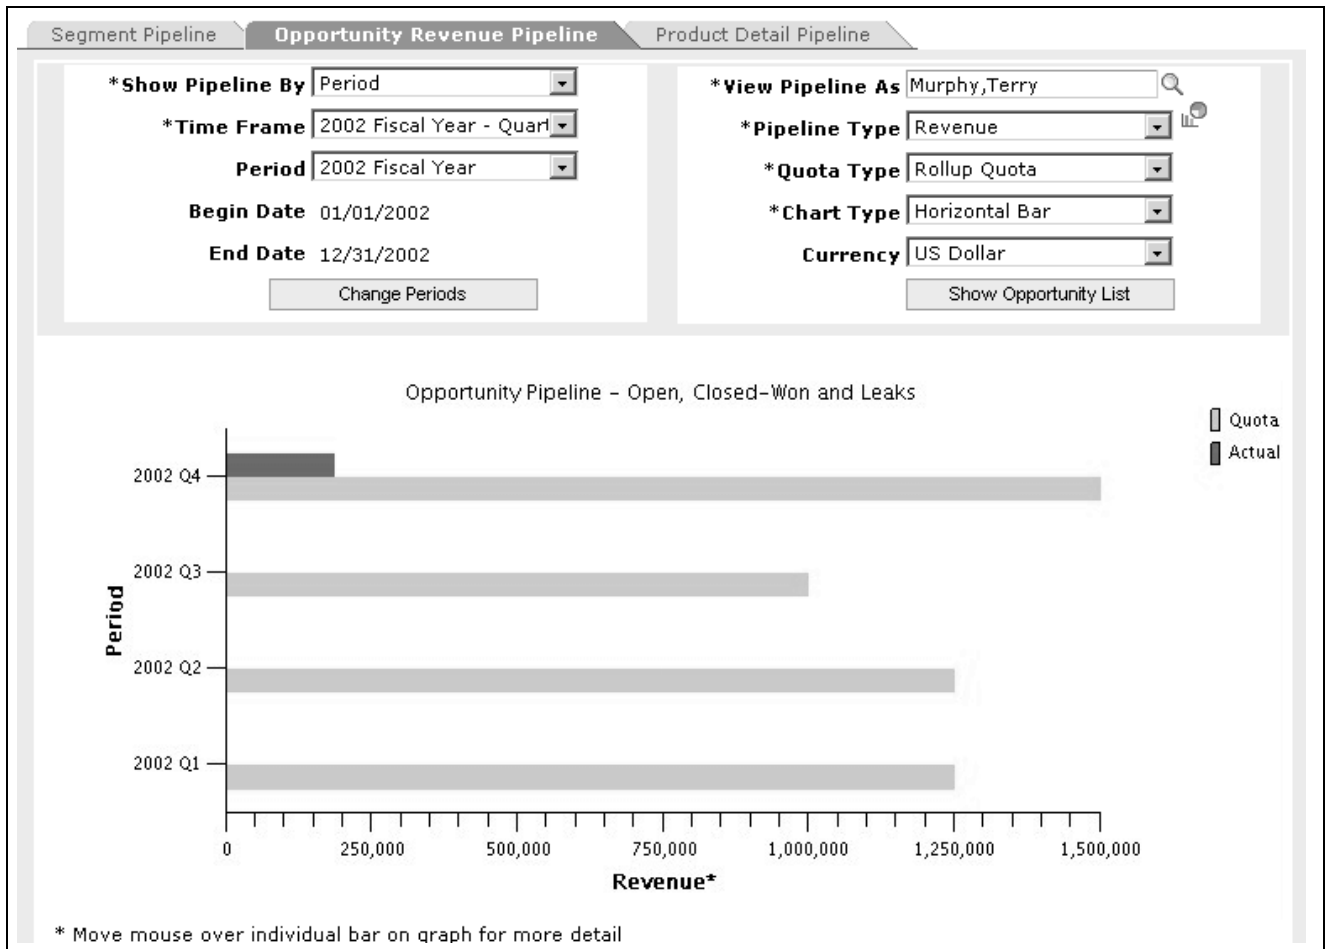 Segment Pipeline
Opportunity Revenue Pipeline
Product Detail Pipeline
*Show Pipeline By Period
*Time Frame 2002 Fiscal Year - Quart
Period 2002 Fiscal Year
Begin Date 01/01/2002
End Date 12/31/2002
Change Periods
*View Pipeline As Murphy,Terry
*Pipeline Type Revenue
*Quota Type Rollup Quota
*Chart Type Horizontal Bar
Currency US Dollar
Show Opportunity List
Opportunity Pipeline - Open, Closed-Won and Leaks
Quota
Actual
2002 Q4
2002 Q3
2002 Q2
2002 Q1
Period
0 250,000 500,000 750,000 1,000,000 1,250,000 1,500,000
Revenue*
* Move mouse over individual bar on graph for more detail